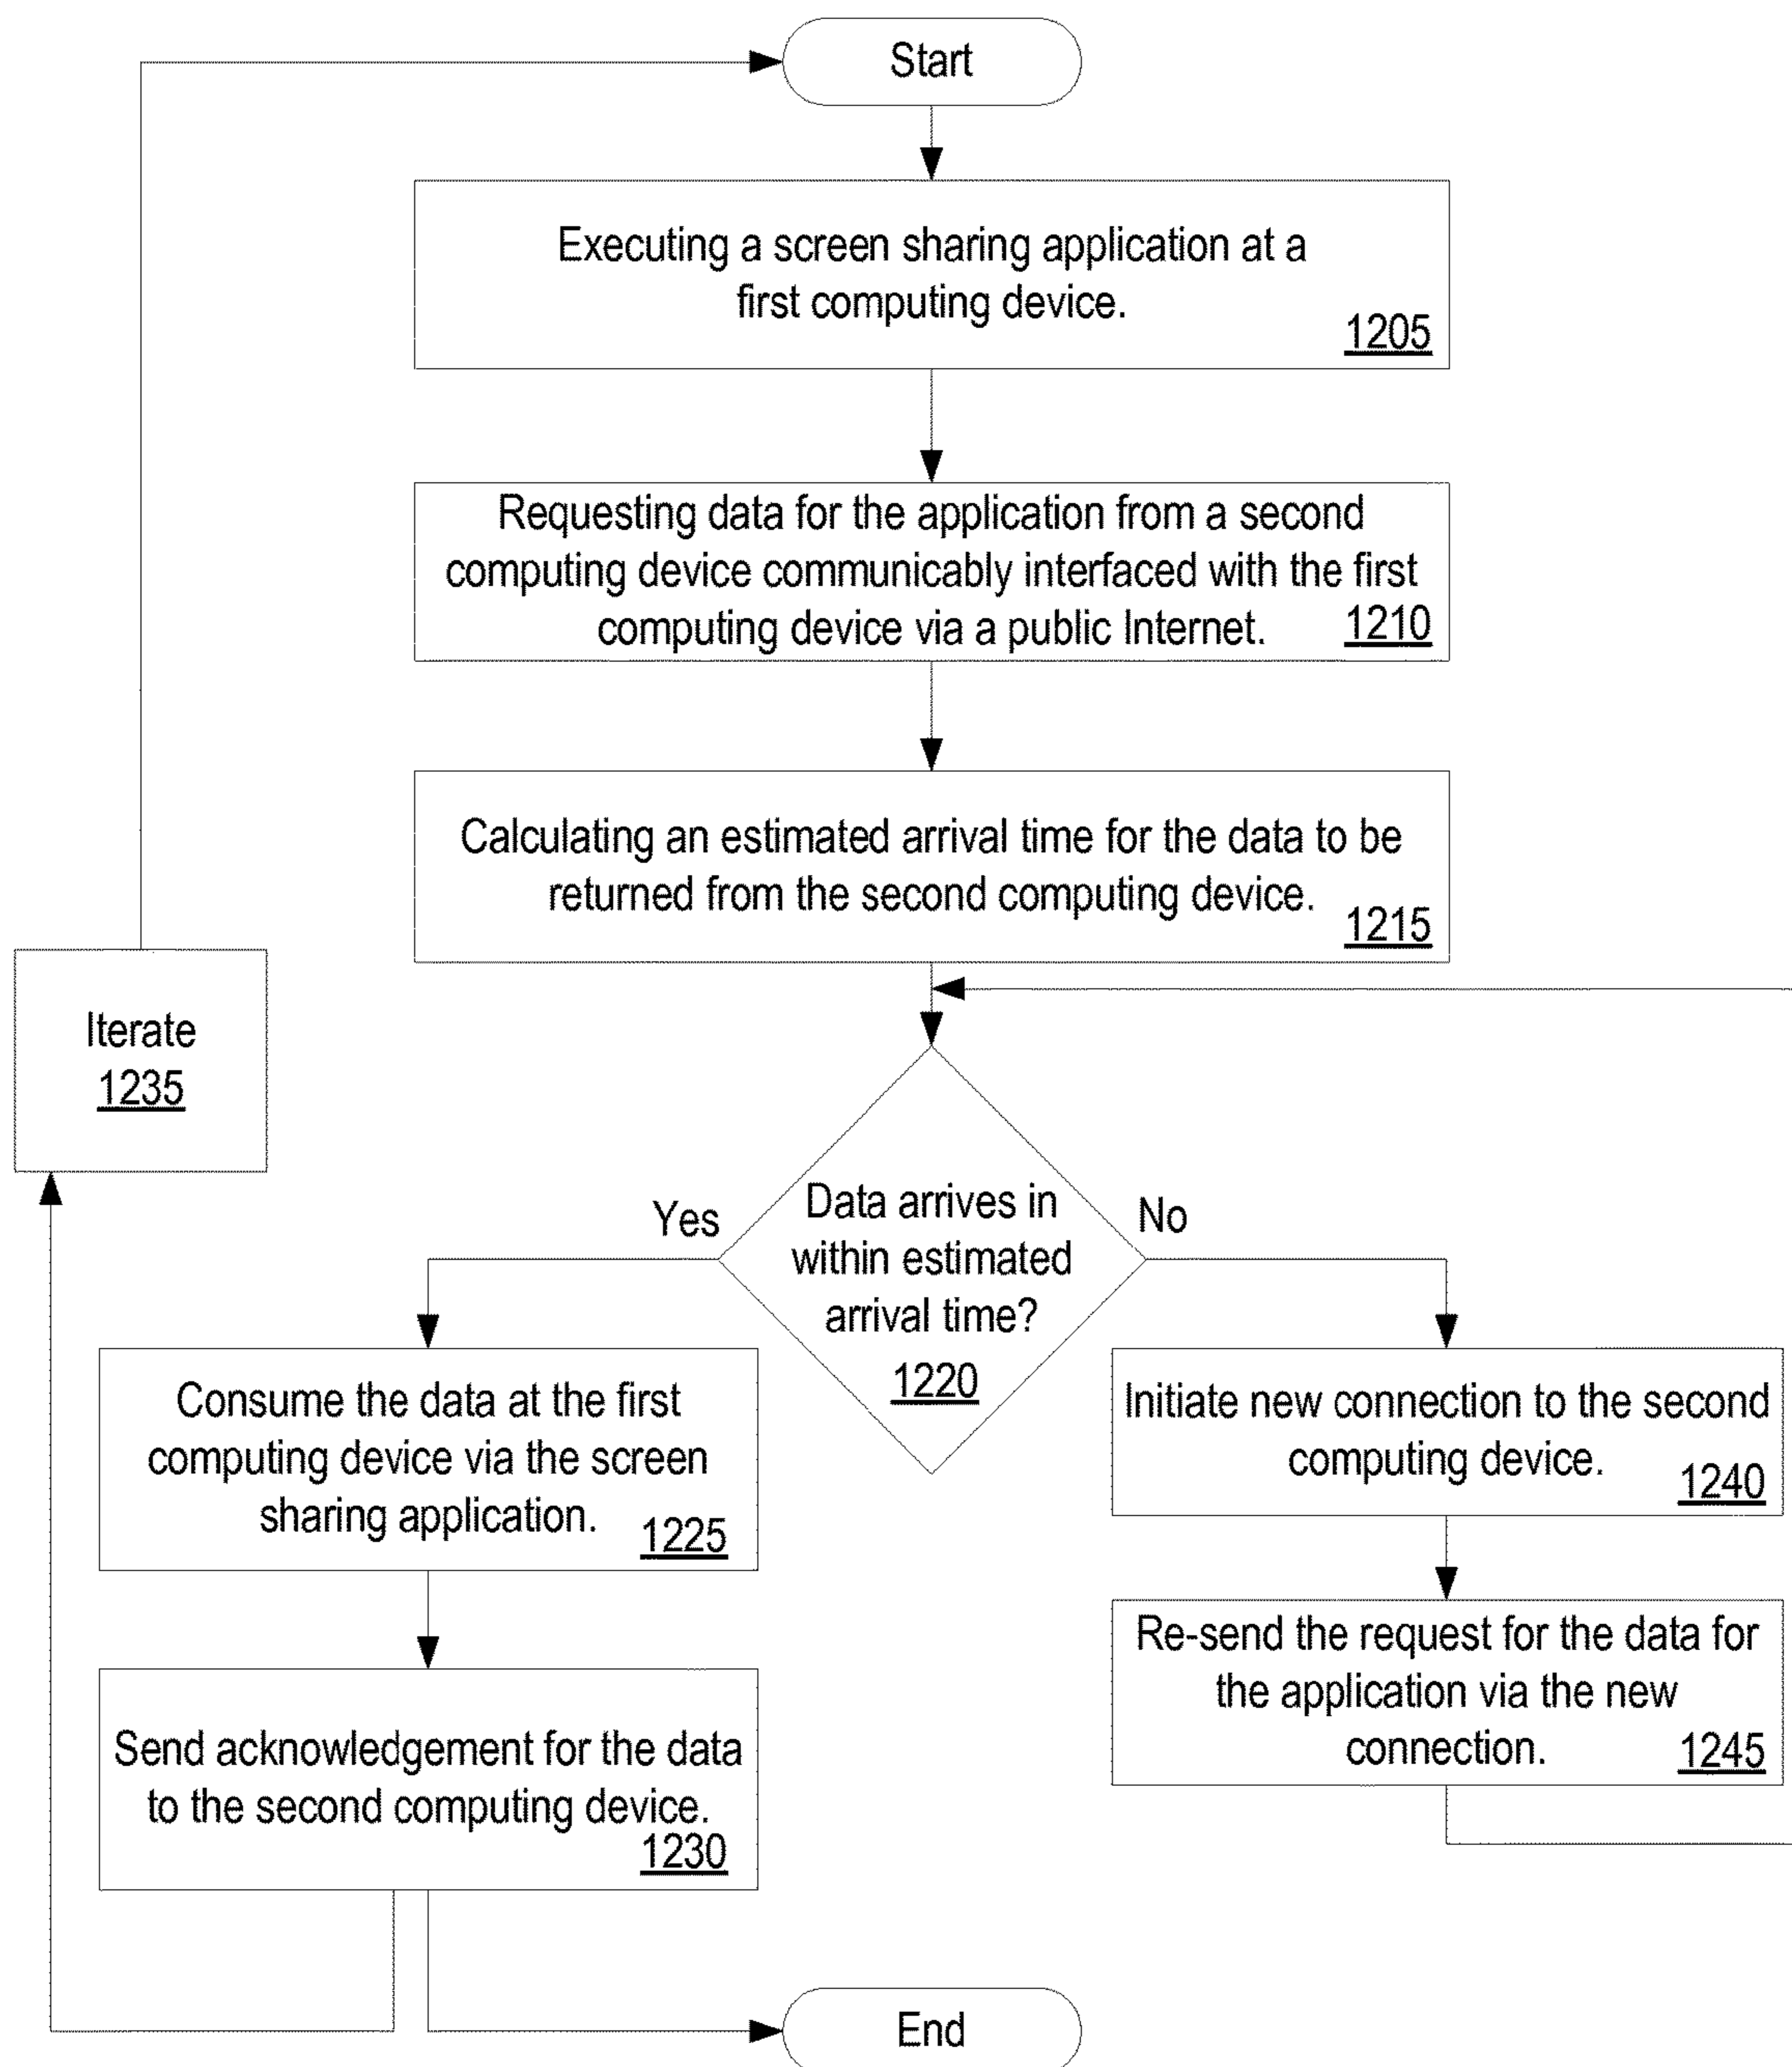 Start
Executing a screen sharing application at a
first computing device.
1205
Requesting data for the application from a second
computing device communicably interfaced with the first
computing device via a public Internet. 1210
Calculating an estimated arrival time for the data to be
returned from the second computing device.
1215
Iterate
1235
Data arrives in
within estimated
arrival time?
1220
Yes
No
Consume the data at the first
computing device via the screen
sharing application.
1225
Send acknowledgement for the data
to the second computing device.
1230
Initiate new connection to the second
computing device.
1240
Re-send the request for the data for
the application via the new
connection.
1245
End